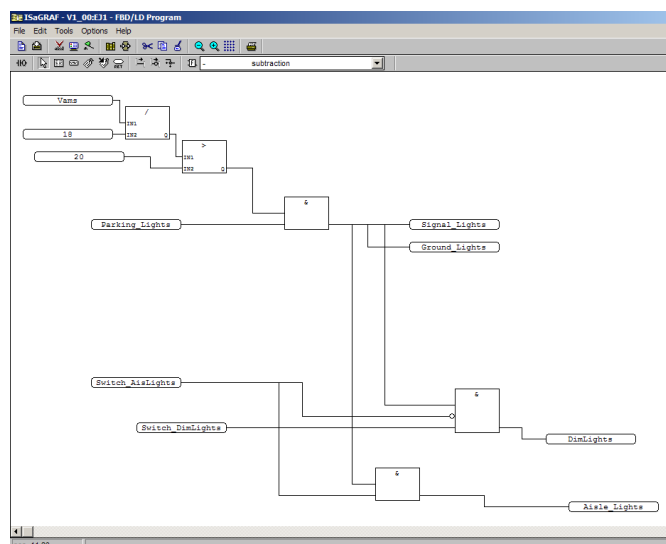 ISaGRAF - V1_00:EJ1 - FBD/LD Program
File Edit Tools Options Help
- subtraction
Vams
/
IN1
18
IN2 Q
>
20
IN1
IN2 Q
&
Parking_Lights
Signal_Lights
Ground_Lights
Switch_AisLights
&
Switch_DimLights
DimLights
&
Aisle_Lights